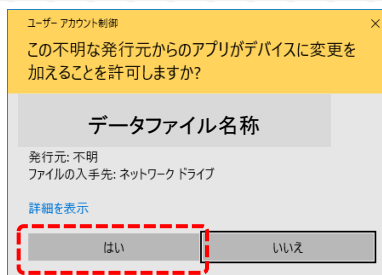 ユーザー アカウント制御
×
この不明な発行元からのアプリがデバイスに変更を
加えることを許可しますか?
データファイル名称
発行元: 不明
ファイルの入手先: ネットワーク ドライブ
詳細を表示
はい
いいえ